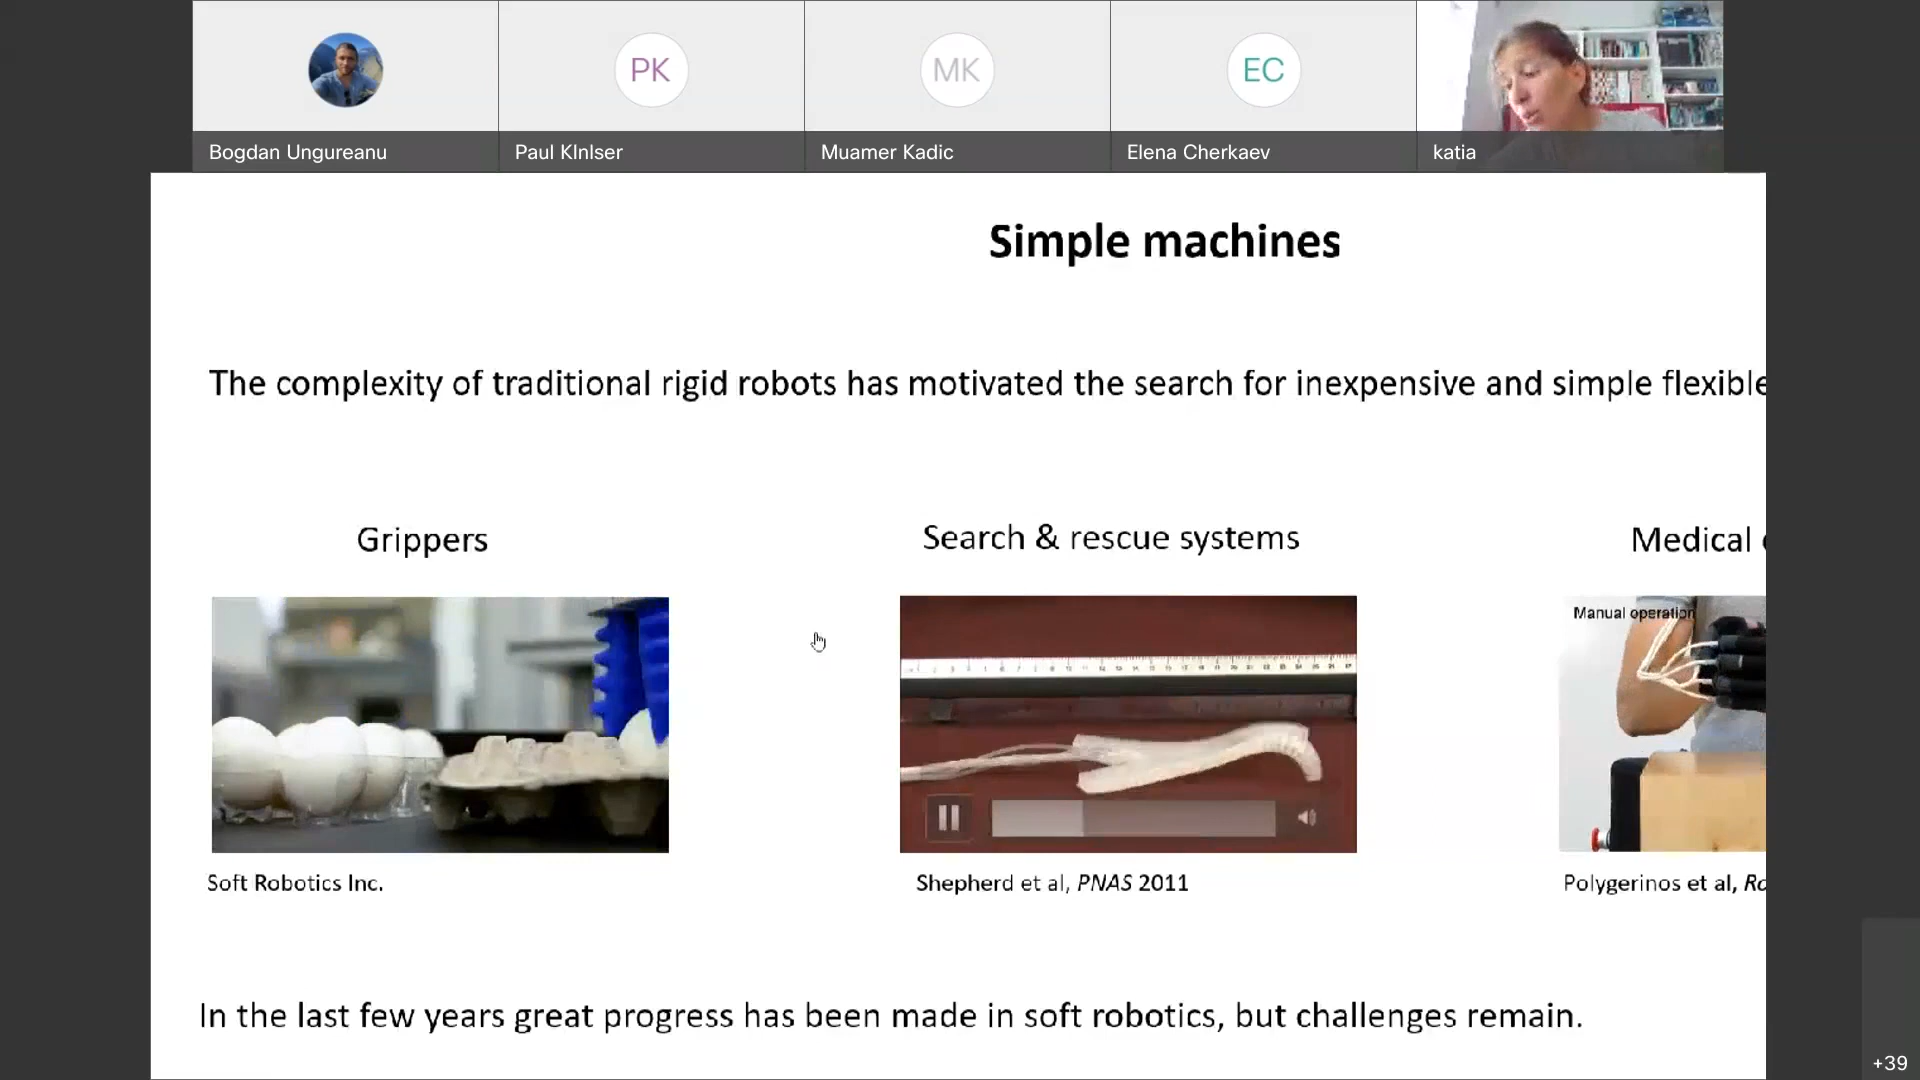 PK
MK
EC
Bogdan Ungureanu
Paul KInIser
Muamer Kadic
Elena Cherkaev
katia
Simple machines
The complexity of traditional rigid robots has motivated the search for inexpensive and simple flexible
Grippers
Search & rescue systems
Medical
Manual operation
Soft Robotics Inc.
Shepherd et al, PNAS 2011
Polygerinos et al,
In the last few years great progress has been made in soft robotics, but challenges remain.
+39